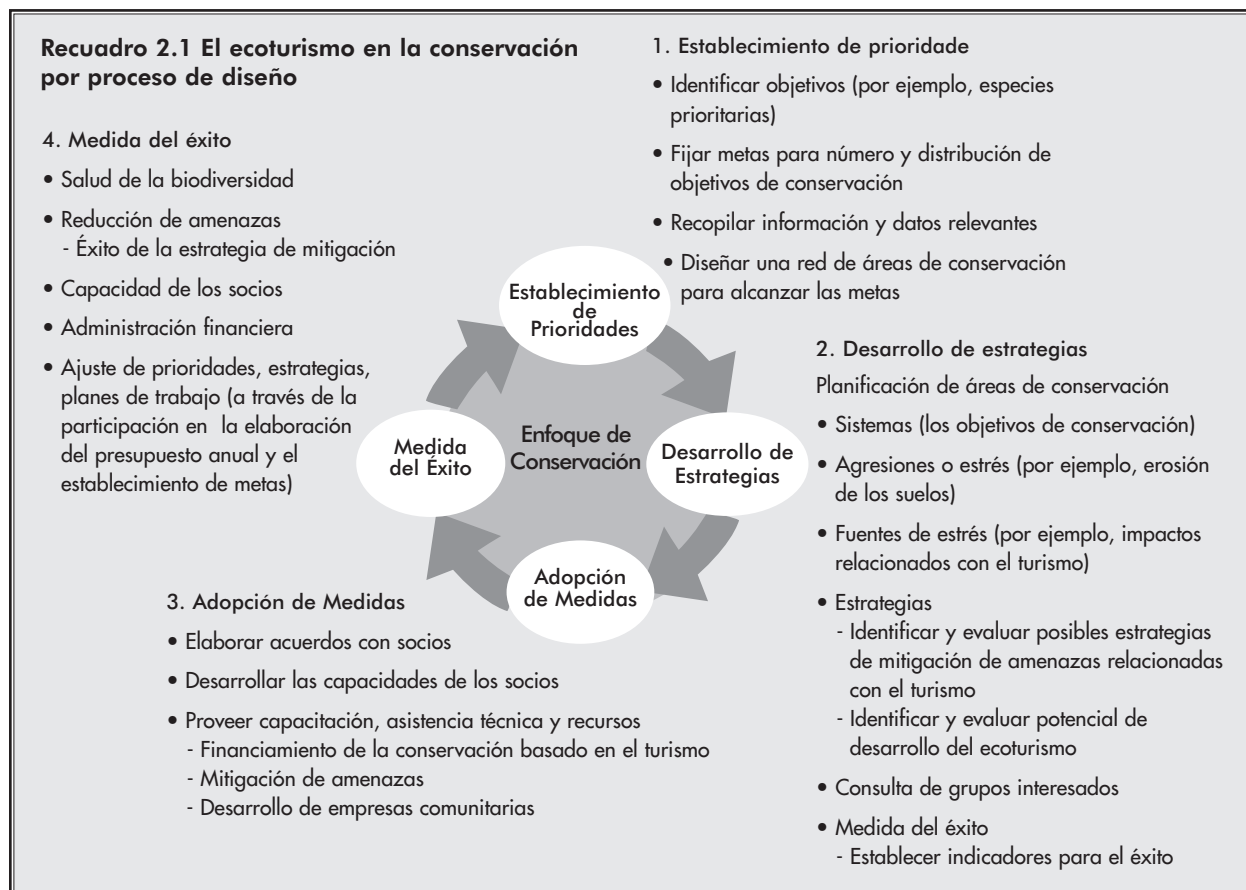 Recuadro 2.1 El ecoturismo en la conservación
por proceso de diseño
1. Establecimiento de prioridade
• Identificar objetivos (por ejemplo, especies
prioritarias)
• Fijar metas para número y distribución de
objetivos de conservación
• Recopilar información y datos relevantes
• Diseñar una red de áreas de conservación
para alcanzar las metas
2. Desarrollo de estrategias
Planificación de áreas de conservación
• Sistemas (los objetivos de conservación)
• Agresiones o estrés (por ejemplo, erosión
de los suelos)
• Fuentes de estrés (por ejemplo, impactos
relacionados con el turismo)
• Estrategias
- Identificar y evaluar posibles estrategias
de mitigación de amenazas relacionadas
con el turismo
- Identificar y evaluar potencial de
desarrollo del ecoturismo
• Consulta de grupos interesados
• Medida del éxito
- Establecer indicadores para el éxito
3. Adopción de Medidas
• Elaborar acuerdos con socios
• Desarrollar las capacidades de los socios
• Proveer capacitación, asistencia técnica y recursos
- Financiamiento de la conservación basado en el turismo
- Mitigación de amenazas
- Desarrollo de empresas comunitarias
4. Medida del éxito
• Salud de la biodiversidad
• Reducción de amenazas
- Éxito de la estrategia de mitigación
• Capacidad de los socios
• Administración financiera
• Ajuste de prioridades, estrategias,
planes de trabajo (a través de la
participación en la elaboración
del presupuesto anual y el
establecimiento de metas)
Establecimiento
de
Prioridades
Desarrollo de
Estrategias
Adopción
de Medidas
Medida
del Éxito
Enfoque de
Conservación